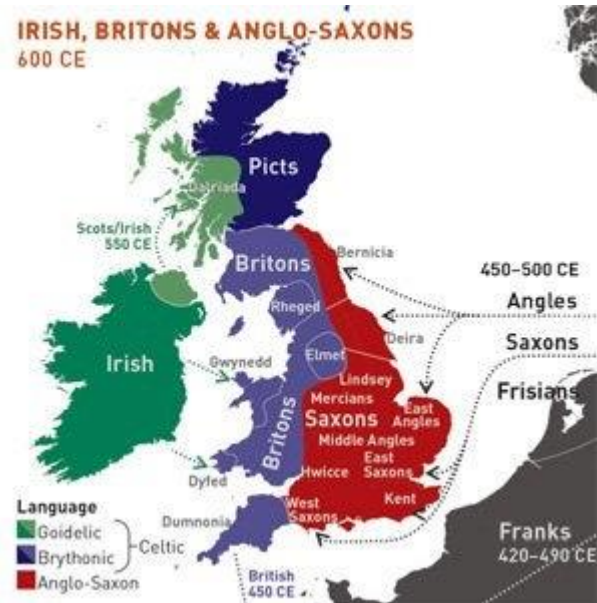 IRISH, BRITONS & ANGLO-SAXONS
600 CE
Picts
Dalriada
Scots/Irish
550 CE
Britons
Bernicia
450–500 CE
Angles
Rheged
Deira
Saxons
Irish
Gwynedd
Elmet
Frisians
Lindsey
Mercians
Saxons
East
Angles
Britons
Middle Angles
East
Saxons
Hwicce
Dyfed
Kent
West
Saxons
Dumnonia
Language
Goidelic
Brythonic
Celtic
Anglo-Saxon
British
450 CE
Franks
420–490 CE